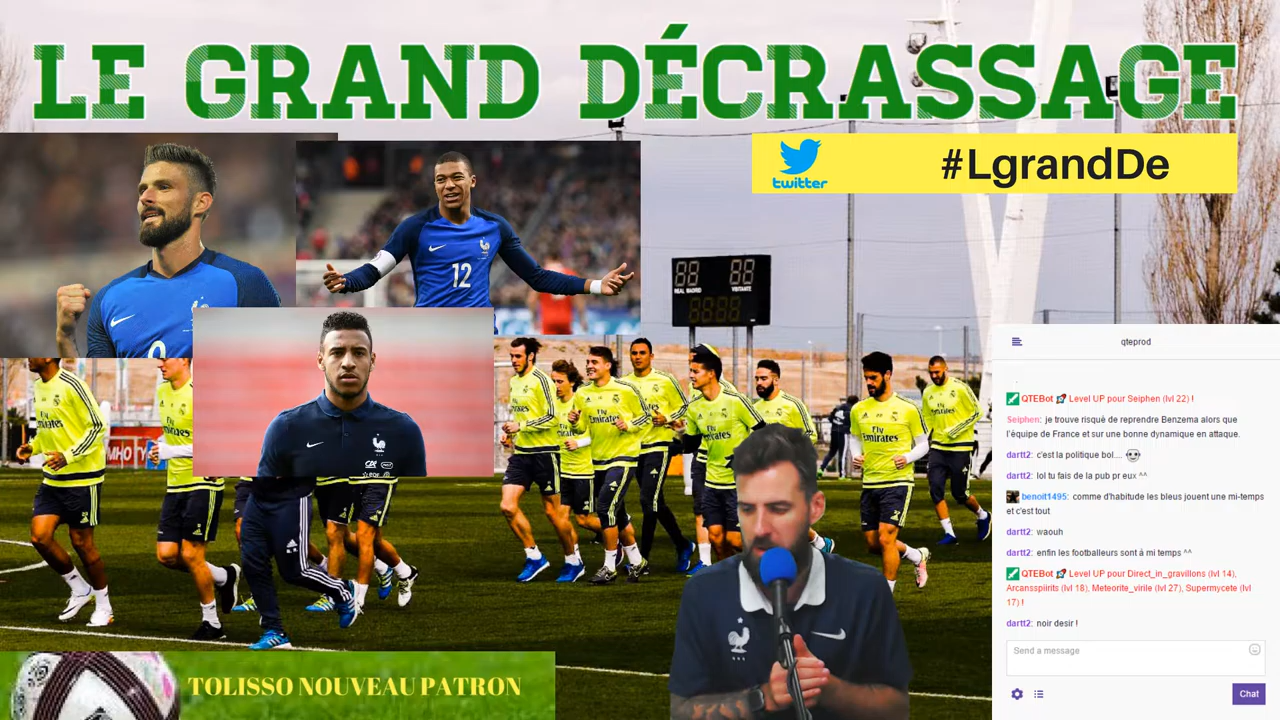 LE GRAND DÉCRASSAGE
twitter
#LgrandDe
12
88 88
REAL MADRID VISITANTE
Fly
Emirates
qteprod
QTEBot Level UP pour Seiphen (lvl 22) !
Seiphen: je trouve risqué de reprendre Benzema alors que
l'équipe de France et sur une bonne dynamique en attaque.
dartt2: c'est la politique bol....
dartt2: lol tu fais de la pub pr eux ^^
benoit1495: comme d'habitude les bleus jouent une mi-temps
et c'est tout
dartt2: waouh
dartt2: enfin les footballeurs sont à mi temps ^^
QTEBot Level UP pour Direct_in_gravillons (lvl 14),
Arcansspiirits (lvl 18), Meteorite_virile (lvl 27), Supermycete (lvl
17) !
dartt2: noir desir !
Send a message
Chat
TOLISSO NOUVEAU PATRON